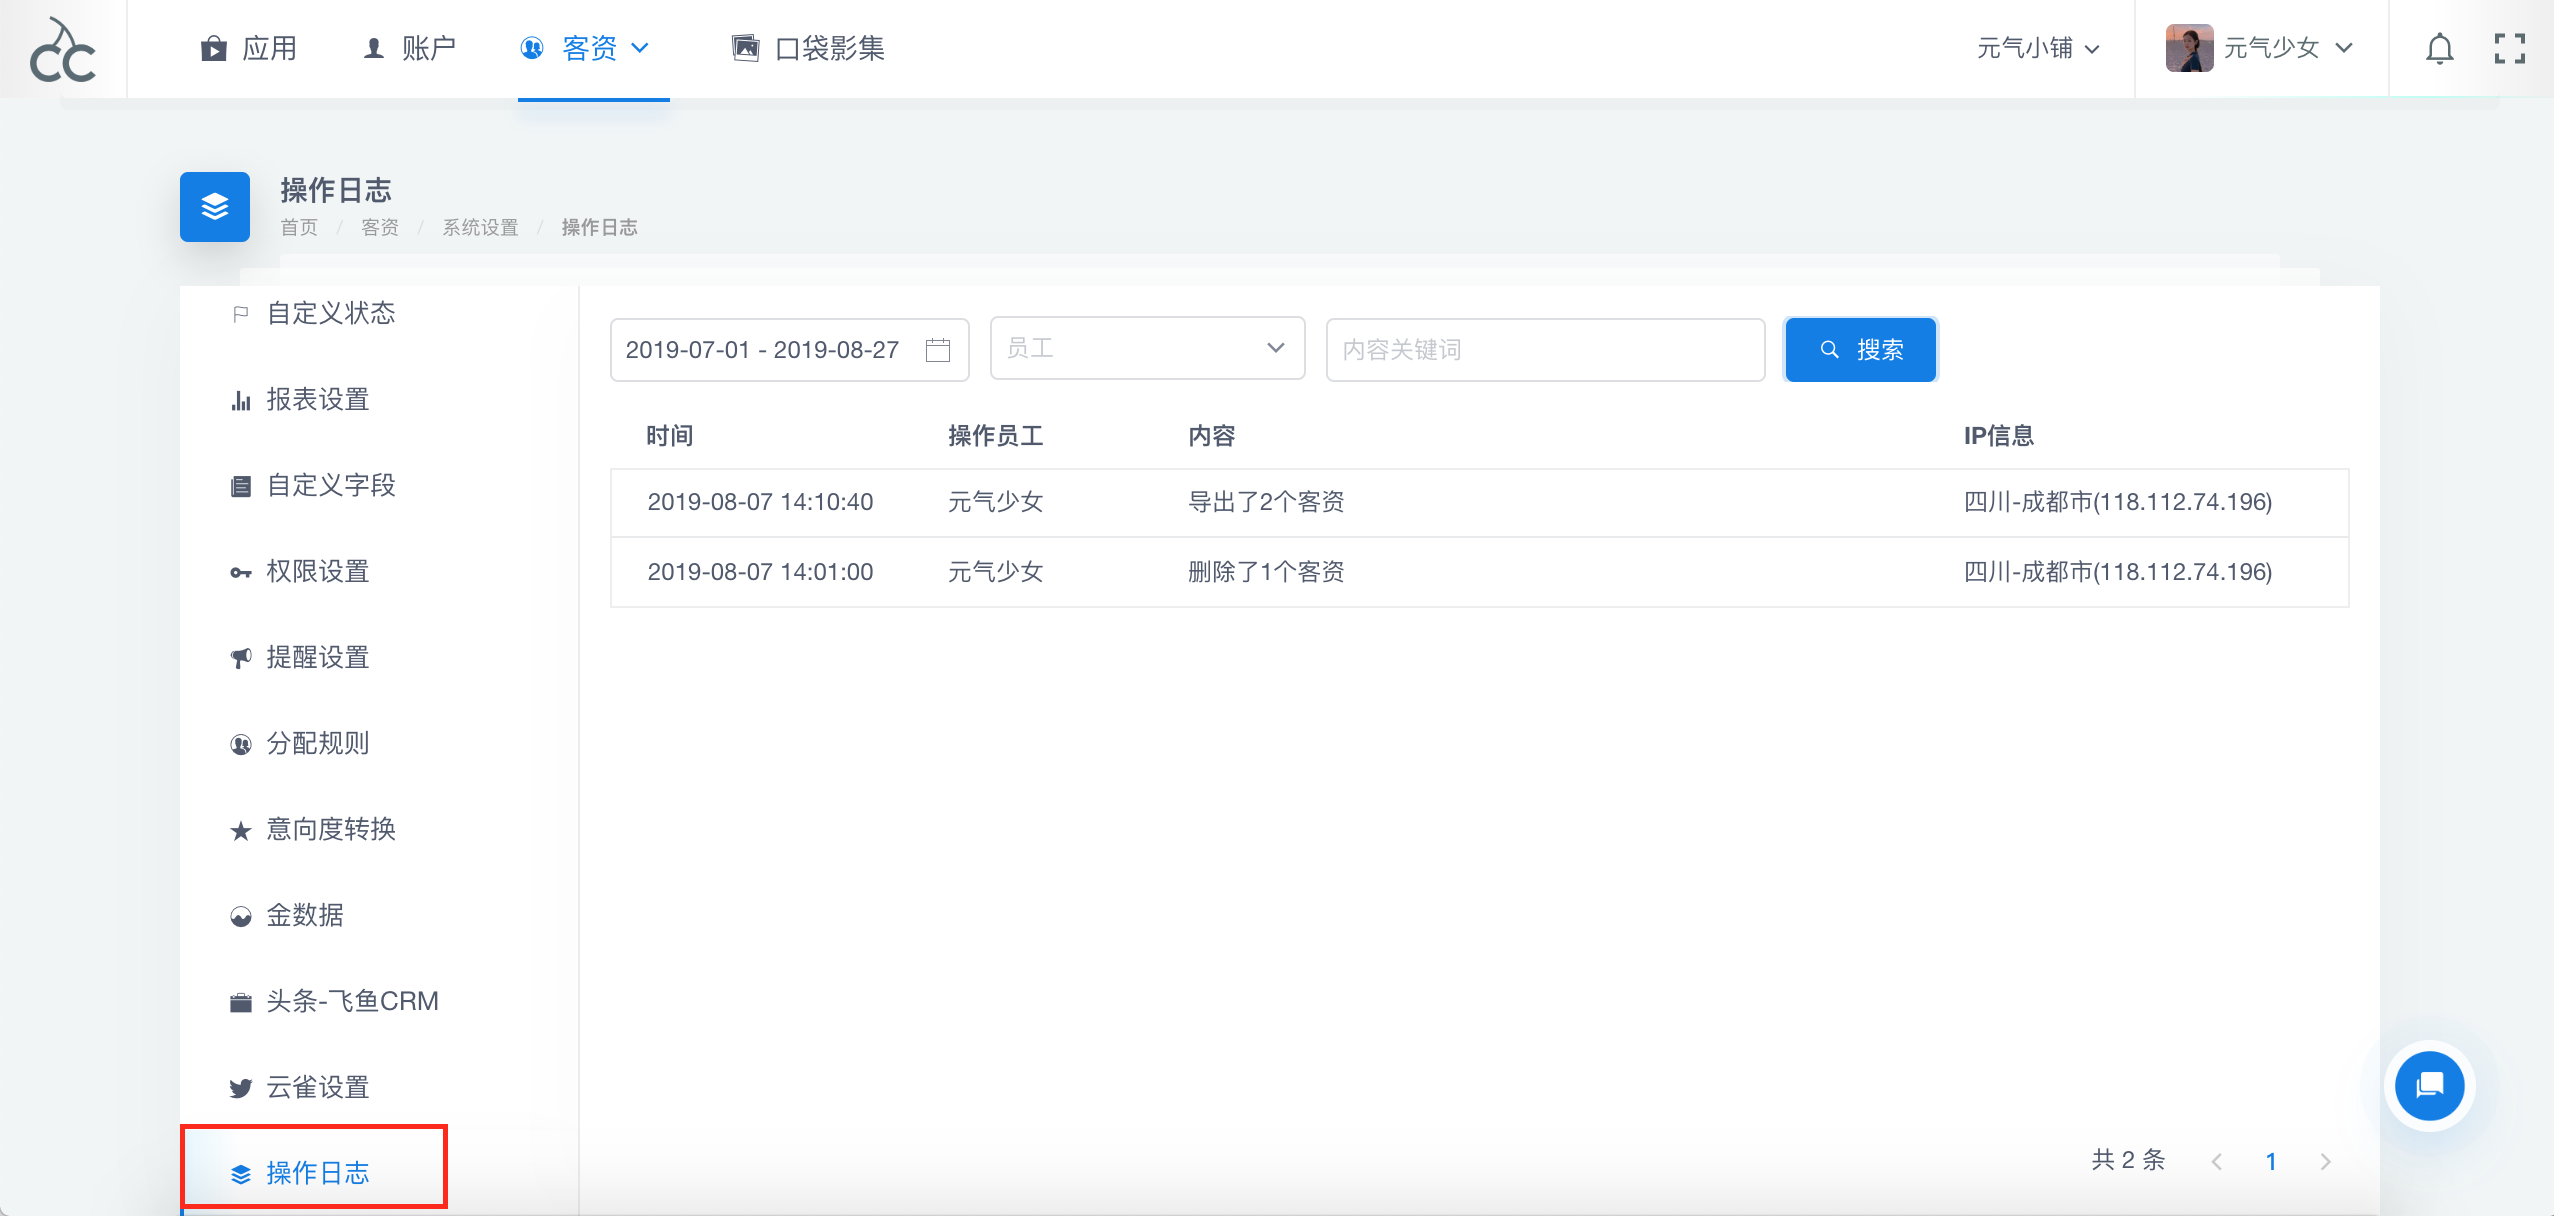 cc
应用
账户
客资
口袋影集
元气小铺
元气少女
操作日志
首页 / 客资 / 系统设置 / 操作日志
自定义状态
报表设置
自定义字段
权限设置
提醒设置
分配规则
意向度转换
金数据
头条-飞鱼CRM
云雀设置
操作日志
2019-07-01 - 2019-08-27
员工
内容关键词
搜索
时间 操作员工 内容 IP信息
2019-08-07 14:10:40 元气少女 导出了2个客资 四川-成都市(118.112.74.196)
2019-08-07 14:01:00 元气少女 删除了1个客资 四川-成都市(118.112.74.196)
共 2 条 1